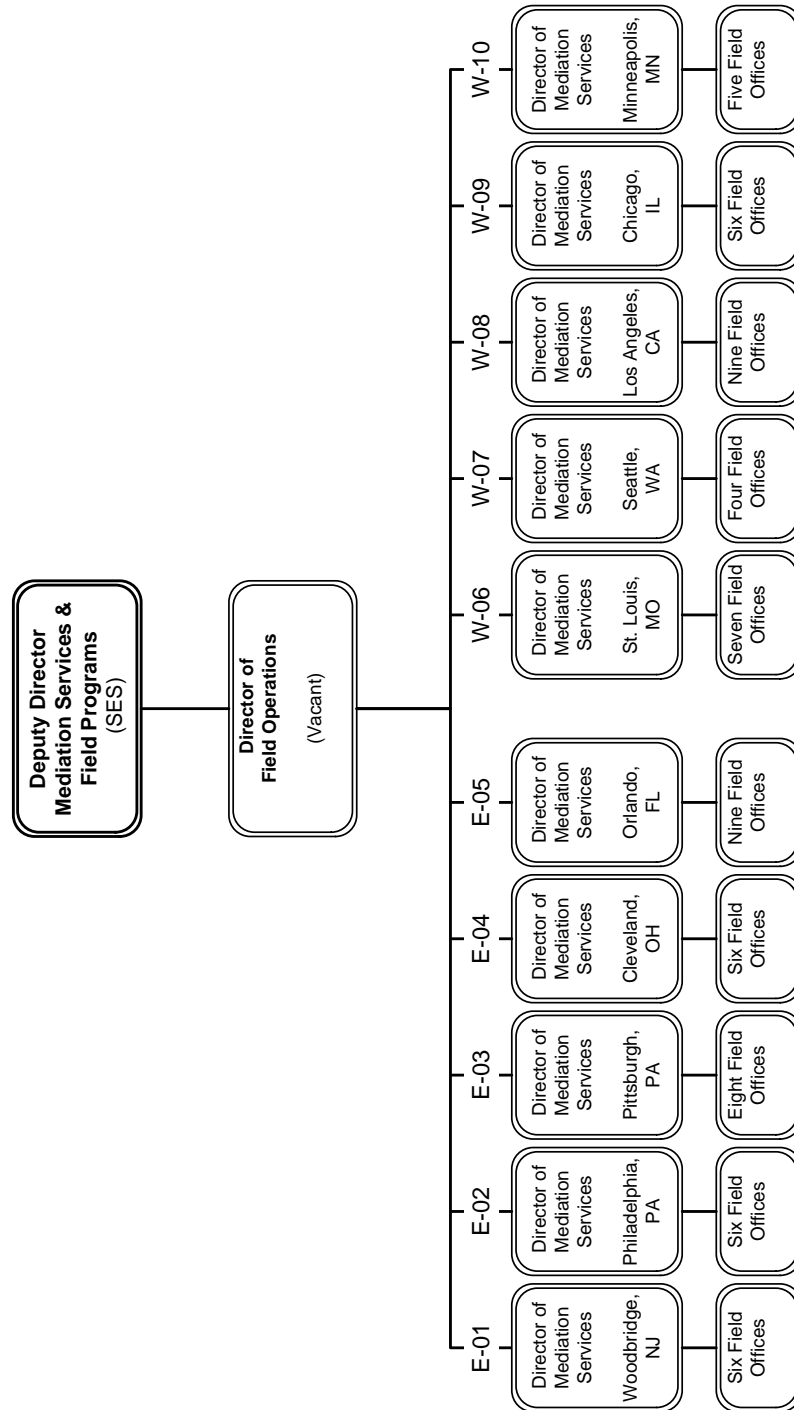 Deputy Director
Mediation Services &
Field Programs
(SES)
Director of
Field Operations
(Vacant)
E-01
Director of
Mediation
Services
Woodbridge,
NJ
Six Field
Offices
E-02
Director of
Mediation
Services
Philadelphia,
PA
Six Field
Offices
E-03
Director of
Mediation
Services
Pittsburgh,
PA
Eight Field
Offices
E-04
Director of
Mediation
Services
Cleveland,
OH
Six Field
Offices
E-05
Director of
Mediation
Services
Orlando,
FL
Nine Field
Offices
W-06
Director of
Mediation
Services
St. Louis,
MO
Seven Field
Offices
W-07
Director of
Mediation
Services
Seattle,
WA
Four Field
Offices
W-08
Director of
Mediation
Services
Los Angeles,
CA
Nine Field
Offices
W-09
Director of
Mediation
Services
Chicago,
IL
Six Field
Offices
W-10
Director of
Mediation
Services
Minneapolis,
MN
Five Field
Offices